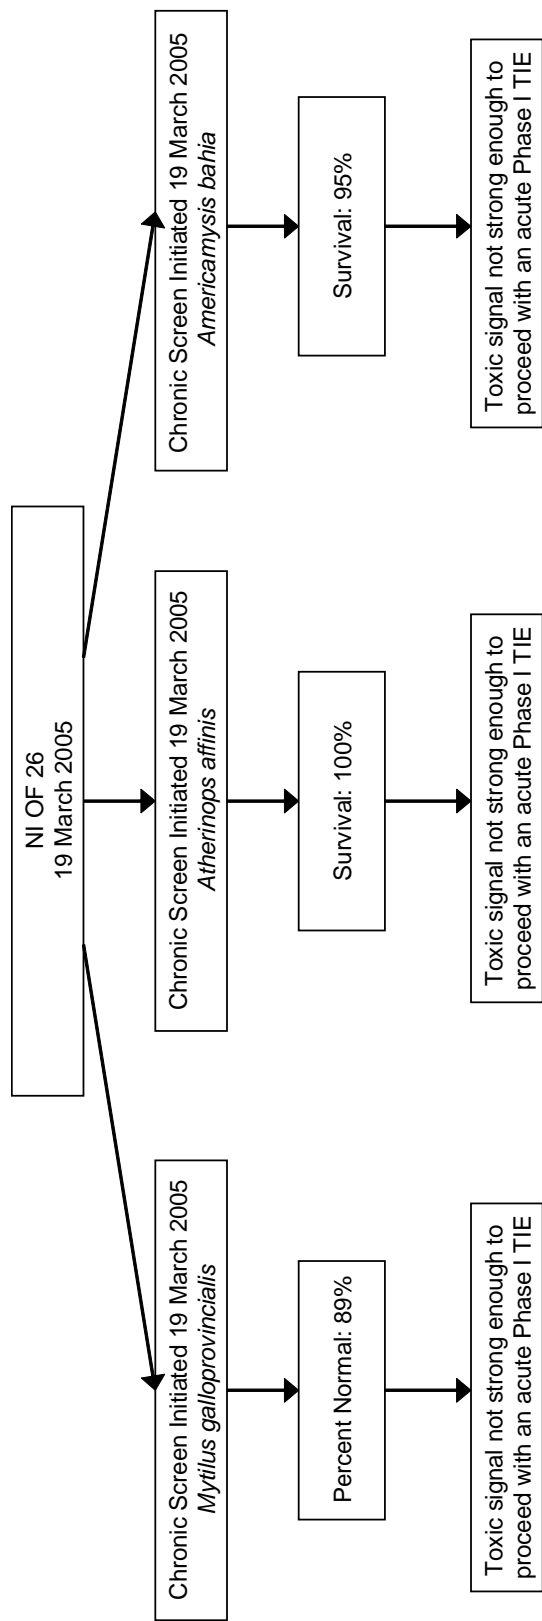 NI OF 26
19 March 2005
Chronic Screen Initiated 19 March 2005
Mytilus galloprovincialis
Percent Normal: 89%
Toxic signal not strong enough to
proceed with an acute Phase I TIE
Chronic Screen Initiated 19 March 2005
Atherinops affinis
Survival: 100%
Toxic signal not strong enough to
proceed with an acute Phase I TIE
Chronic Screen Initiated 19 March 2005
Americamysis bahia
Survival: 95%
Toxic signal not strong enough to
proceed with an acute Phase I TIE